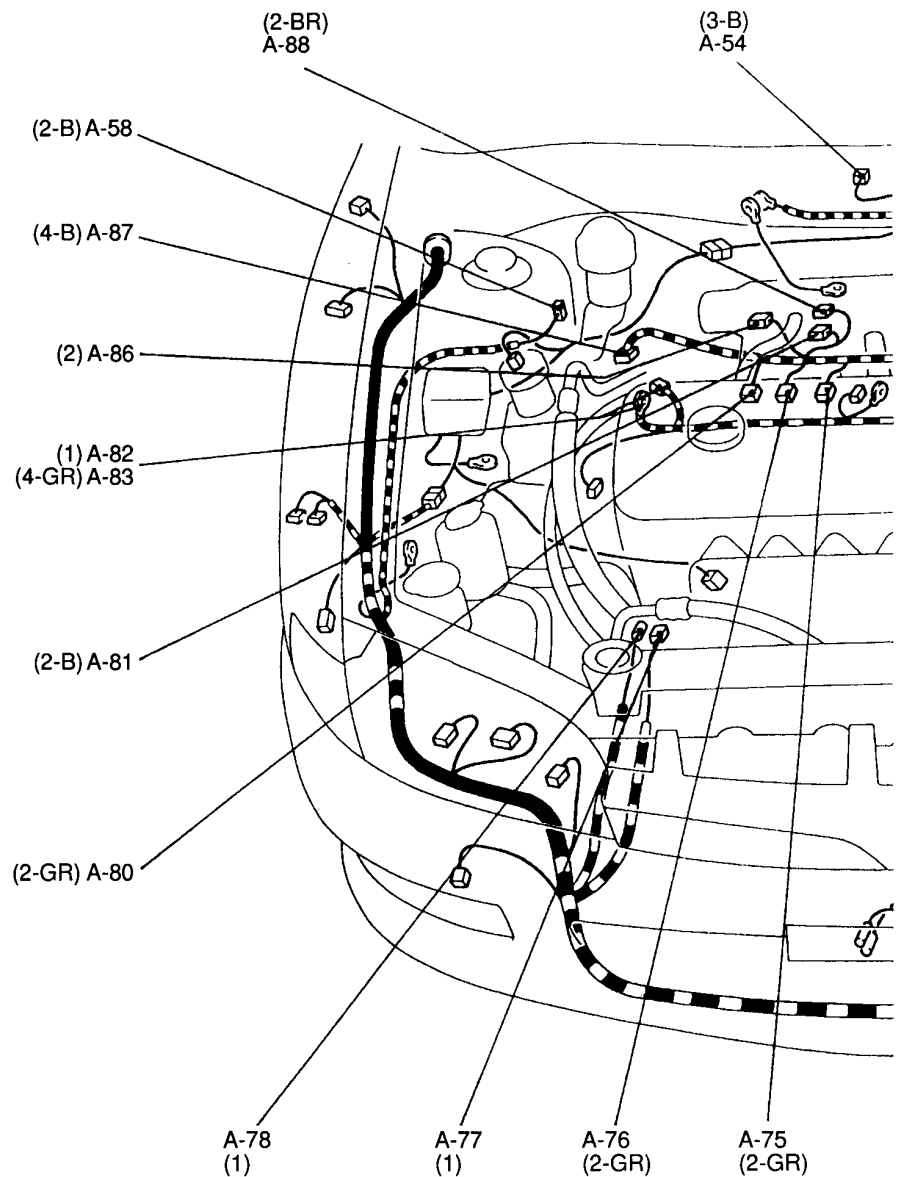 (2-BR)
A-88
(3-B)
A-54
(2-B) A-58
(4-B) A-87
(2) A-86
(1) A-82
(4-GR) A-83
(2-B) A-81
(2-GR) A-80
A-78
(1)
A-77
(1)
A-76
(2-GR)
A-75
(2-GR)